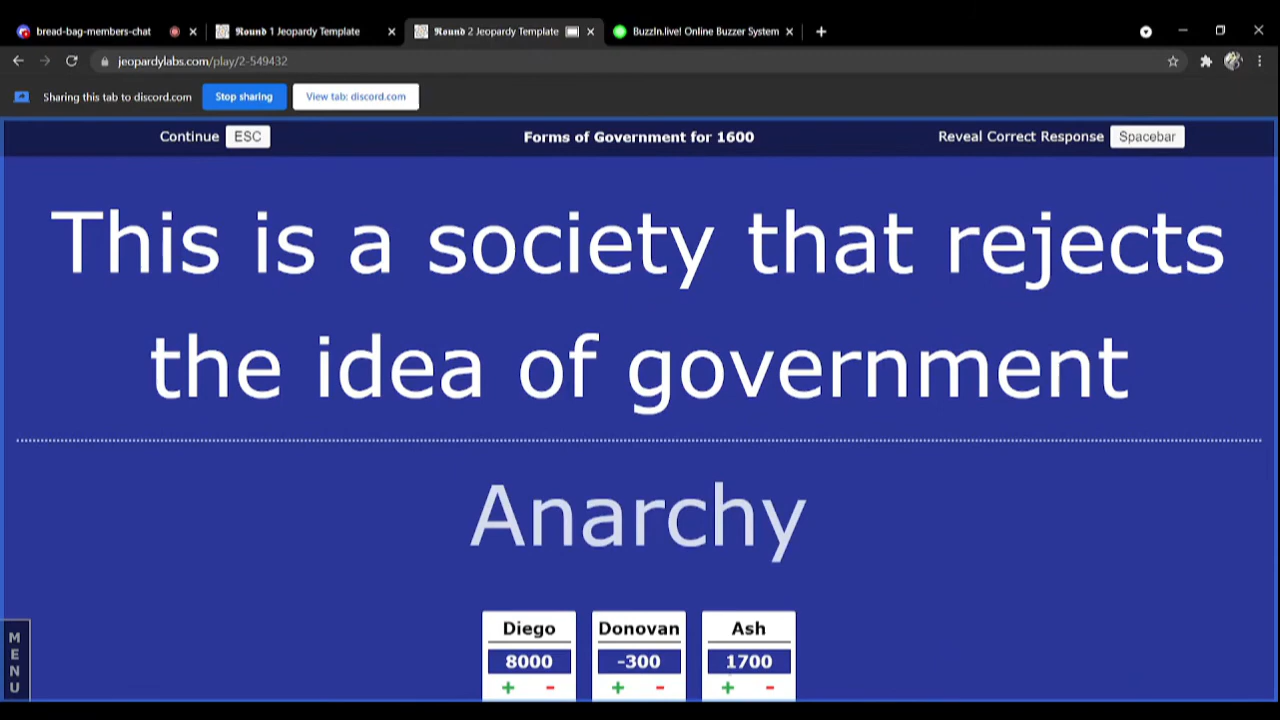 bread-bag-members-chat
𝕽𝖔𝖚𝖓𝖉 1 Jeopardy Template
𝕽𝖔𝖚𝖓𝖉 2 Jeopardy Template
BuzzIn.live! Online Buzzer System
jeopardylabs.com/play/2-549432
Sharing this tab to discord.com
Stop sharing
View tab: discord.com
Continue ESC
Forms of Government for 1600
Reveal Correct Response Spacebar
This is a society that rejects
the idea of government
Anarchy
Diego Donovan Ash
8000 -300 1700
+ - + - + -
MENU